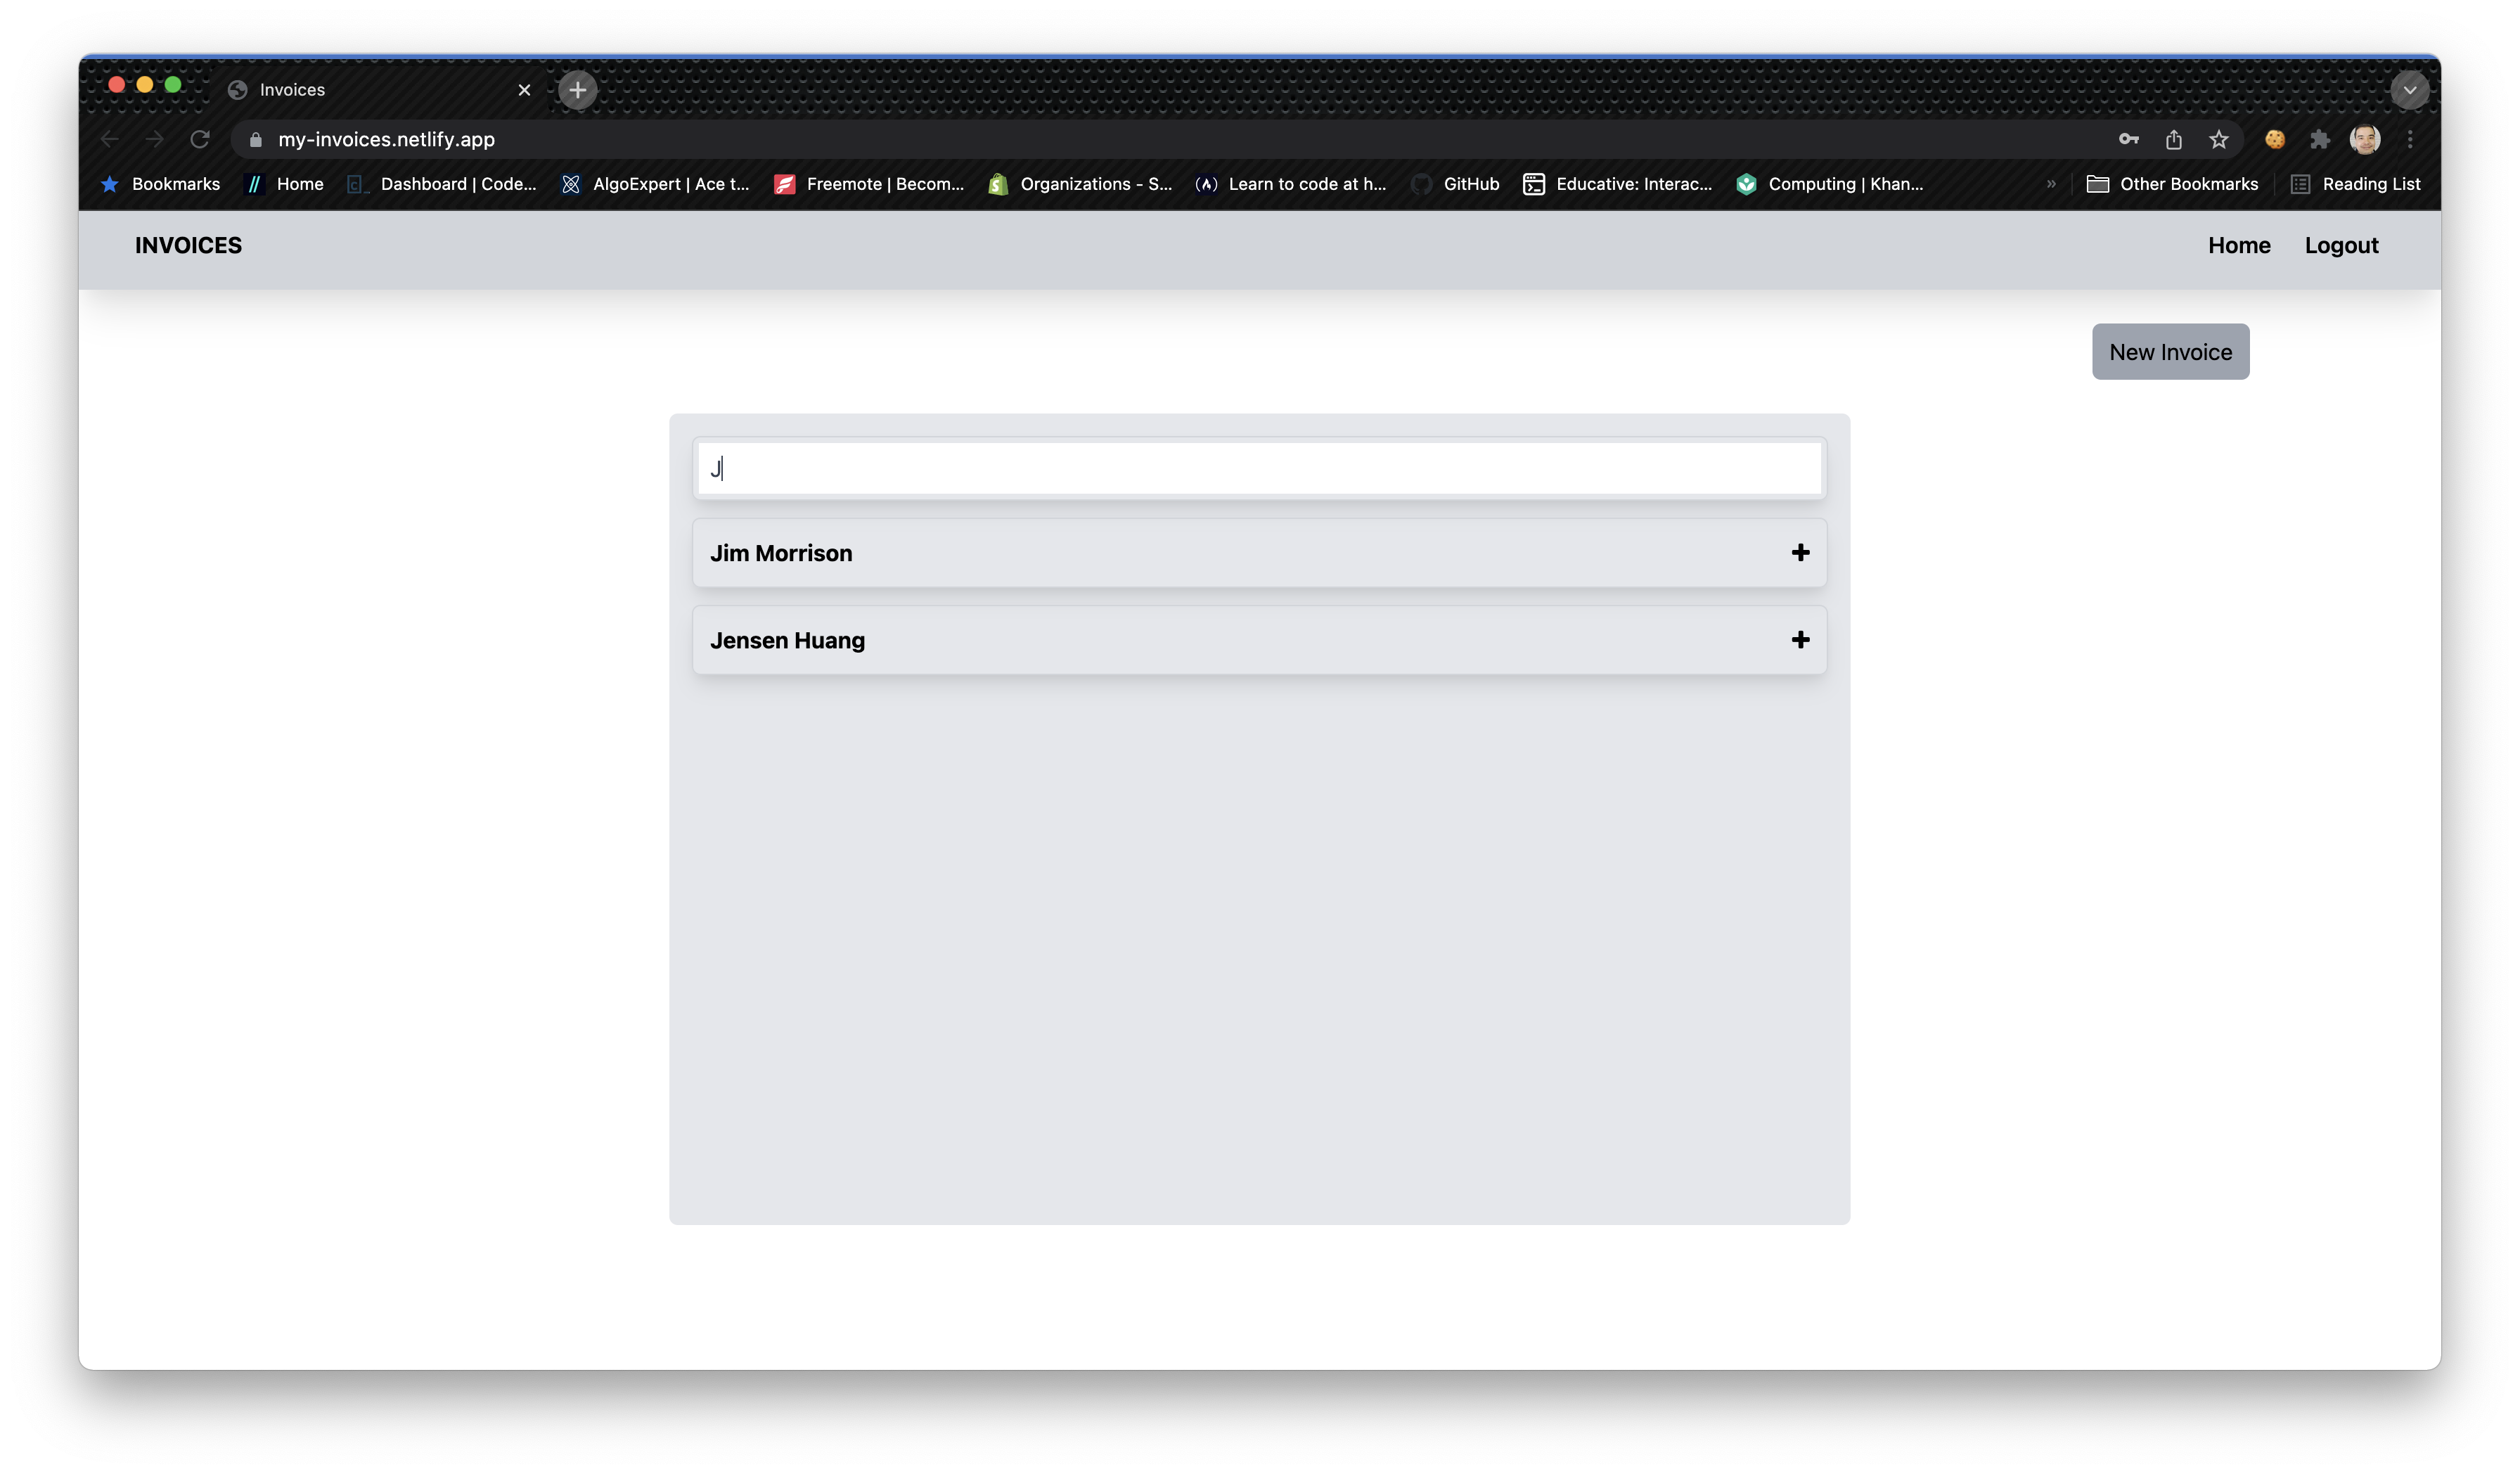 Invoices
my-invoices.netlify.app
Bookmarks Home Dashboard | Code... AlgoExpert | Ace t... Freemote | Becom... Organizations - S... Learn to code at h... GitHub Educative: Interac... Computing | Khan... » Other Bookmarks Reading List
INVOICES Home Logout
New Invoice
J
Jim Morrison
Jensen Huang